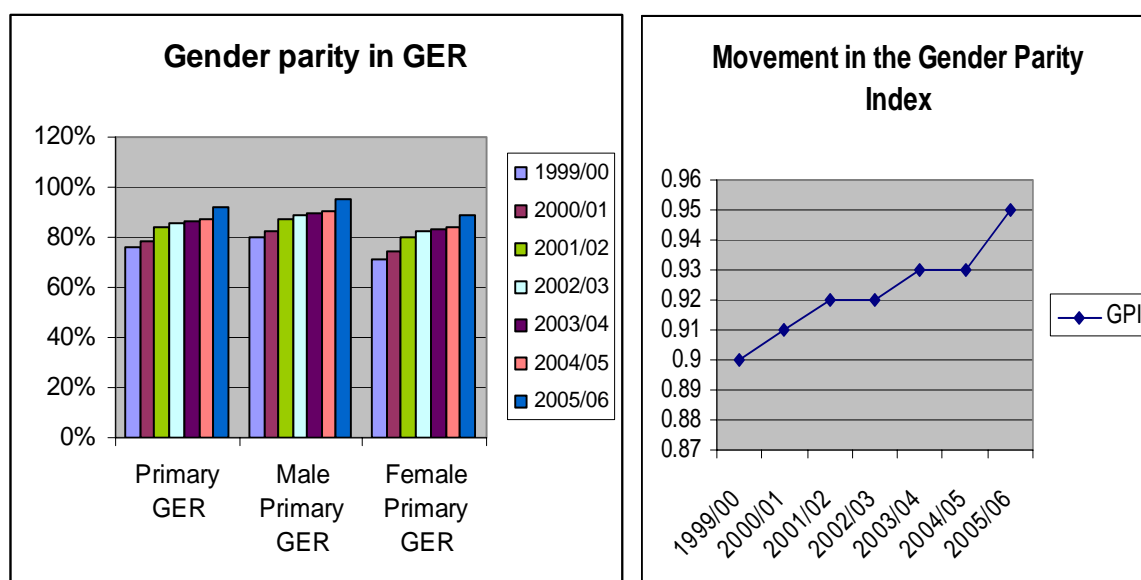 Gender parity in GER
120%
100%
80%
60%
40%
20%
0%
Primary
GER
Male
Primary
GER
Female
Primary
GER
1999/00
2000/01
2001/02
2002/03
2003/04
2004/05
2005/06
Movement in the Gender Parity
Index
0.96
0.95
0.94
0.93
0.92
0.91
0.9
0.89
0.88
0.87
1999/00
2000/01
2001/02
2002/03
2003/04
2004/05
2005/06
GPI